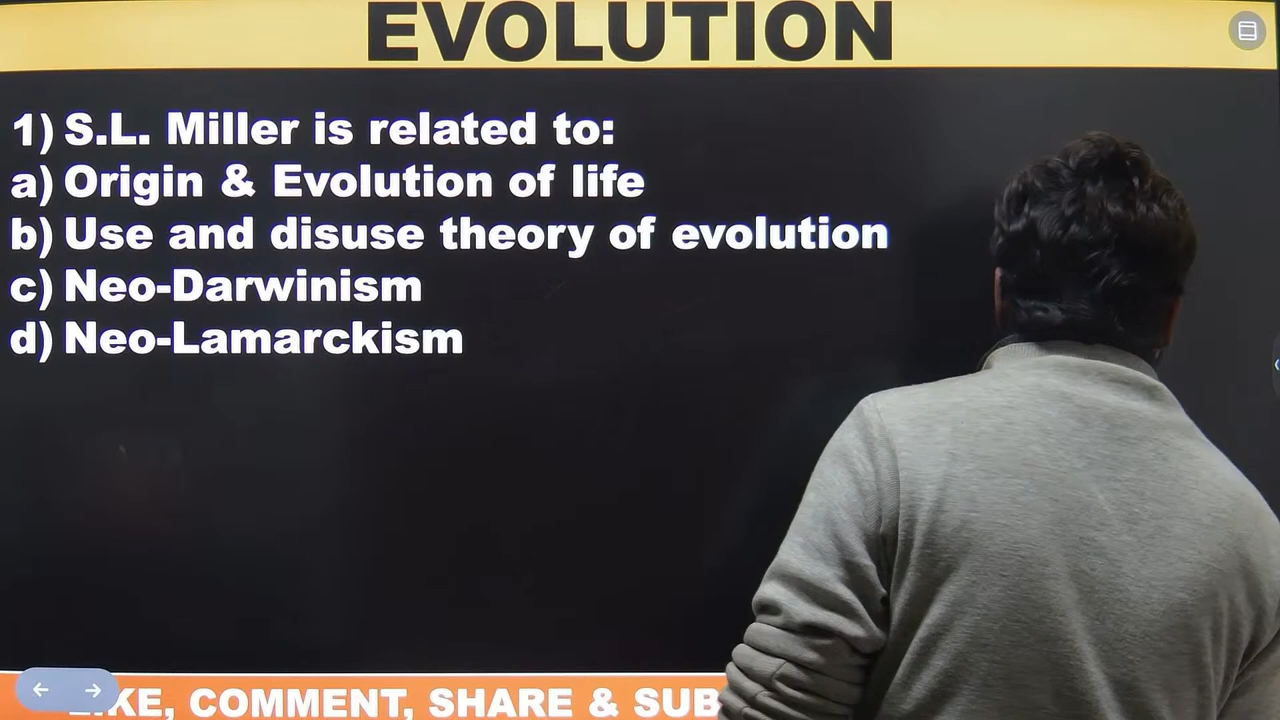 EVOLUTION
1) S.L. Miller is related to:
a) Origin & Evolution of life
b) Use and disuse theory of evolution
c) Neo-Darwinism
d) Neo-Lamarckism
COMMENT, SHARE &